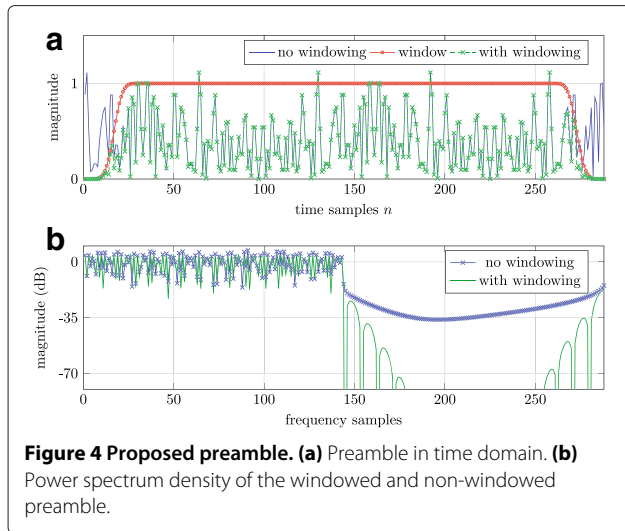 a
no windowing window with windowing
magnitude
1
0
0 50 100 150 200 250
time samples n
b
no windowing
with windowing
magnitude (dB)
0
-35
-70
0 50 100 150 200 250
frequency samples
Figure 4 Proposed preamble. (a) Preamble in time domain. (b)
Power spectrum density of the windowed and non-windowed
preamble.